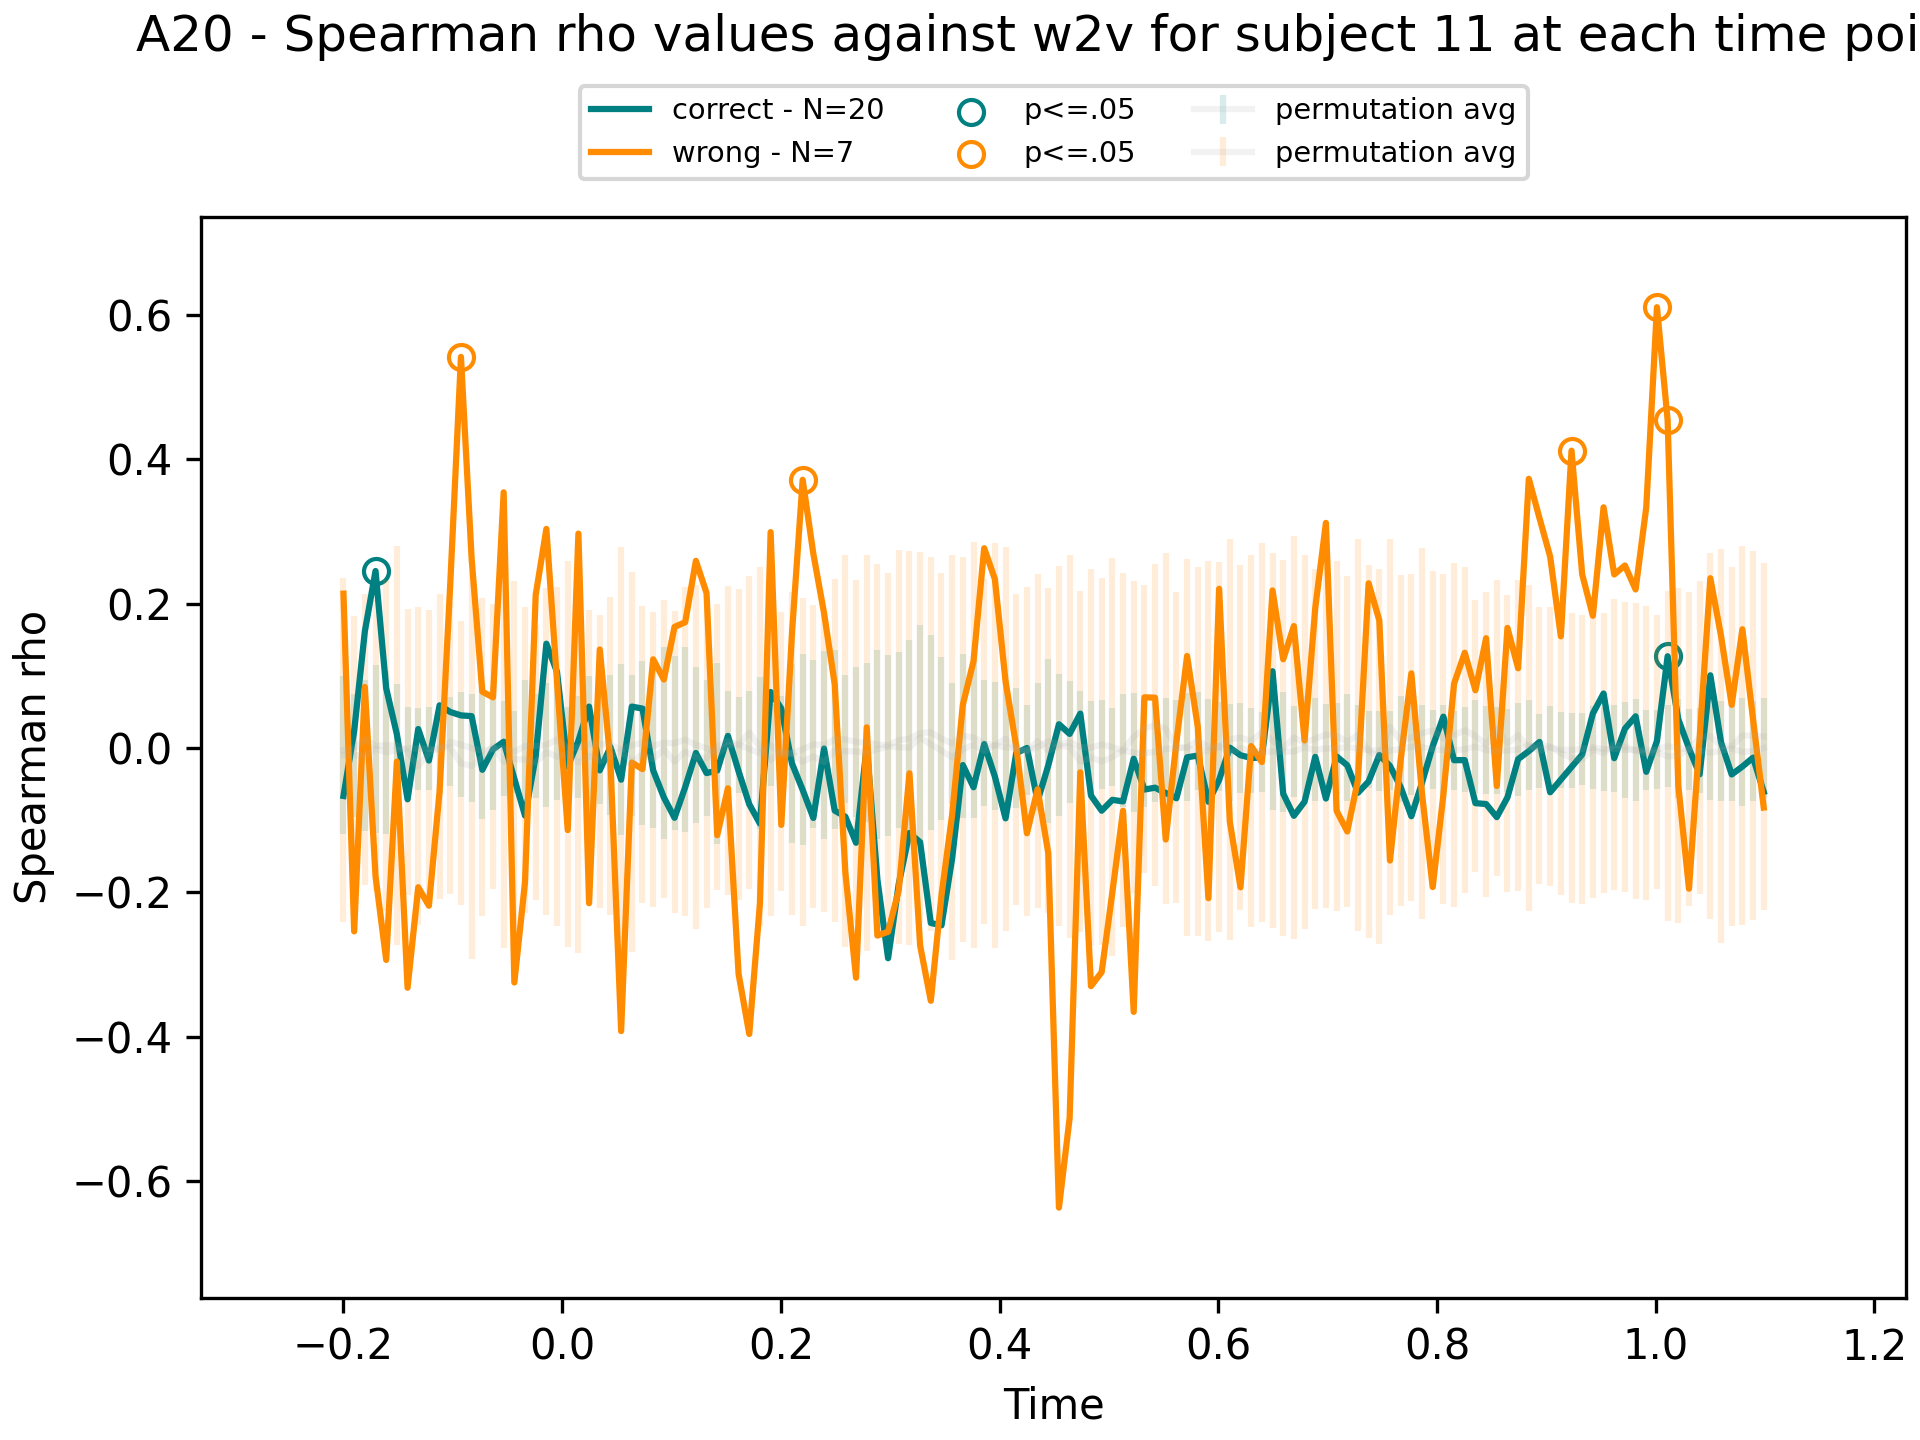 A20 - Spearman rho values against w2v for subject 11 at each time poi
correct - N=20
wrong - N=7
p<=.05
p<=.05
permutation avg
permutation avg
Spearman rho
0.6
0.4
0.2
0.0
−0.2
−0.4
−0.6
−0.2 0.0 0.2 0.4 0.6 0.8 1.0 1.2
Time